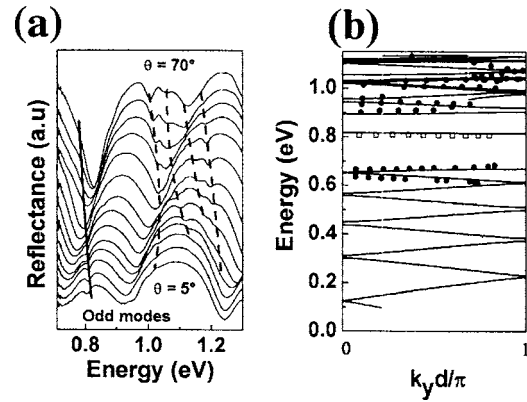 (a)
θ = 70°
θ = 5°
Odd modes
Reflectance (a.u)
0.8 1.0 1.2
Energy (eV)
(b)
Energy (eV)
1.0
0.8
0.6
0.4
0.2
0.0
0 1
k_y d/π